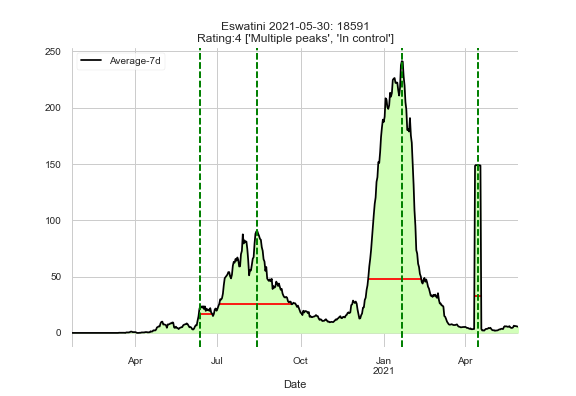 Eswatini 2021-05-30: 18591
Rating:4 ['Multiple peaks', 'In control']
250
Average-7d
200
150
100
50
0
Apr Jul Oct Jan Apr
2021
Date